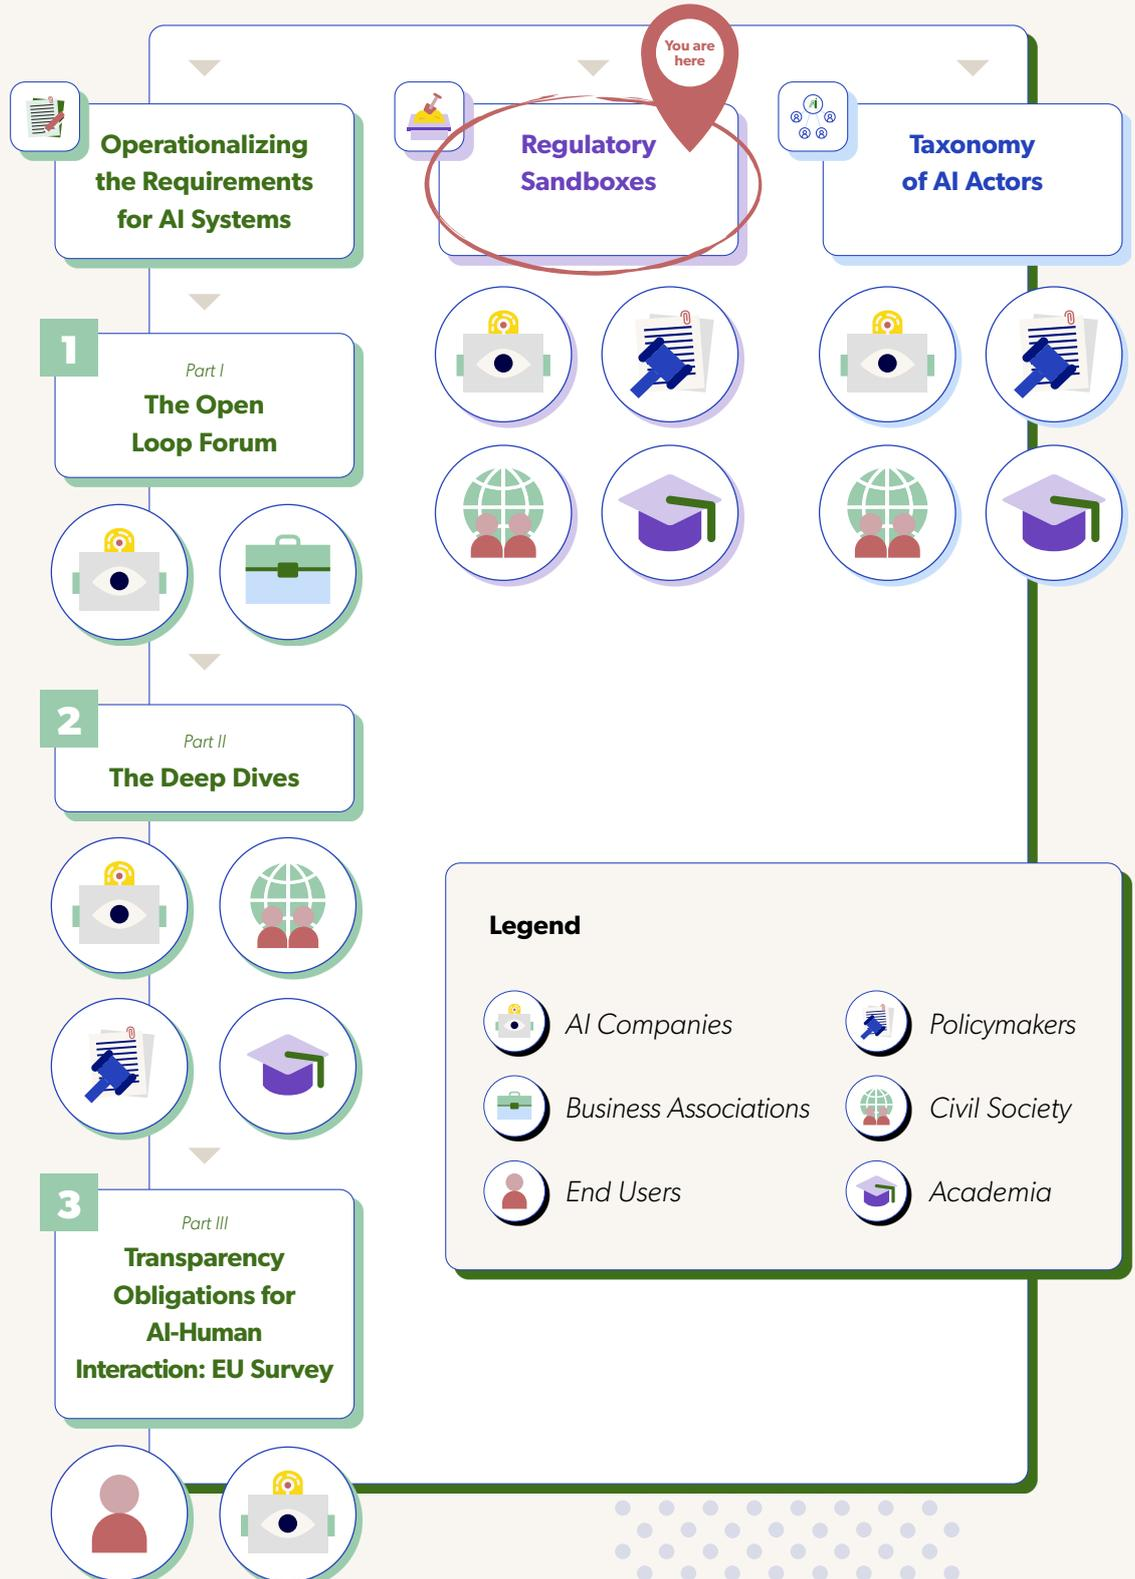 You are
here
Operationalizing
the Requirements
for AI Systems
Regulatory
Sandboxes
AI
Taxonomy
of AI Actors
1
Part I
The Open
Loop Forum
2
Part II
The Deep Dives
3
Part III
Transparency
Obligations for
AI-Human
Interaction: EU Survey
Legend
AI Companies
Policymakers
Business Associations
Civil Society
End Users
Academia